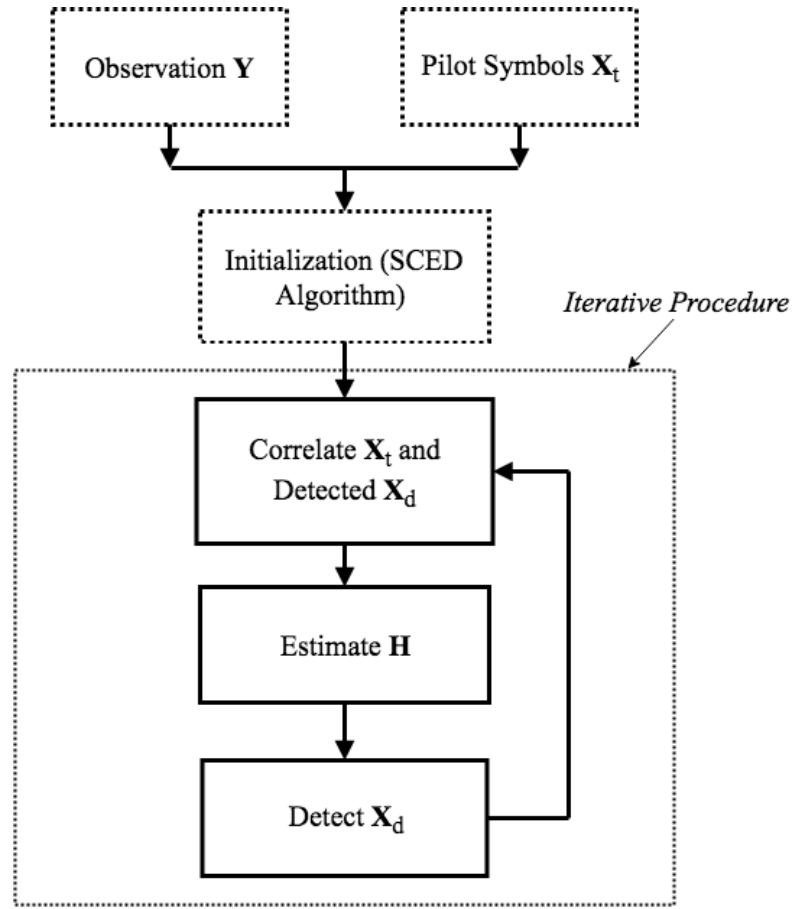 Observation Y
Pilot Symbols Xt
Initialization (SCED
Algorithm)
Iterative Procedure
Correlate Xt and
Detected Xd
Estimate H
Detect Xd